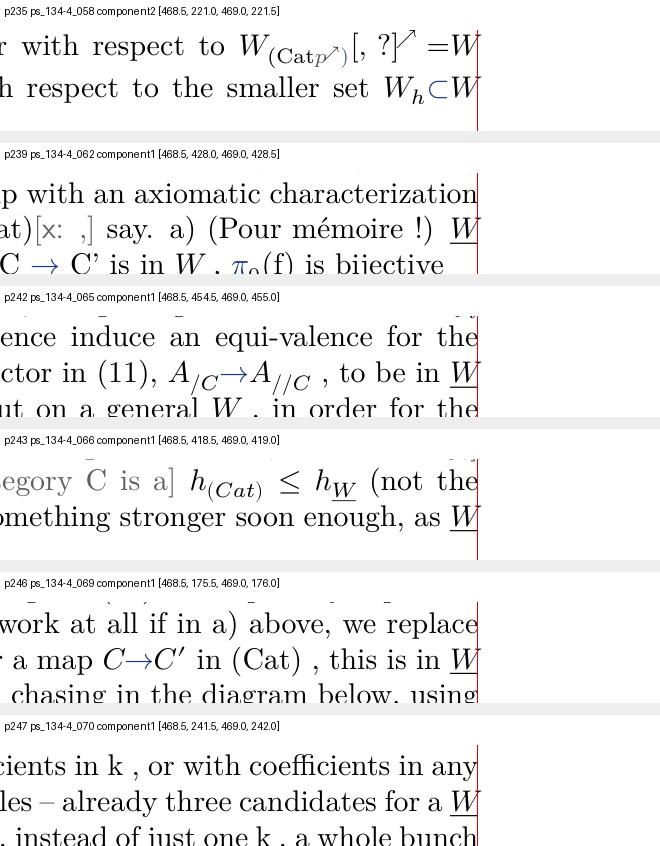 p235 ps_134-4_058 component2 [468.5, 221.0, 469.0, 221.5]
r with respect to W(Catp↗)[, ?]↗ =W
h respect to the smaller set Wh⊂W
p239 ps_134-4_062 component1 [468.5, 428.0, 469.0, 428.5]
p with an axiomatic characterization
at)[x: ,] say. a) (Pour mémoire !) W
C → C' is in W , π₀(f) is bijective
p242 ps_134-4_065 component1 [468.5, 454.5, 469.0, 455.0]
ence induce an equi-valence for the
ctor in (11), A/C→A//C , to be in W
ut on a general W , in order for the
p243 ps_134-4_066 component1 [468.5, 418.5, 469.0, 419.0]
tegory C is a] h(Cat) ≤ hW (not the
omething stronger soon enough, as W
p246 ps_134-4_069 component1 [468.5, 175.5, 469.0, 176.0]
work at all if in a) above, we replace
r a map C→C′ in (Cat) , this is in W
chasing in the diagram below, using
p247 ps_134-4_070 component1 [468.5, 241.5, 469.0, 242.0]
cients in k , or with coefficients in any
les – already three candidates for a W
, instead of just one k , a whole bunch